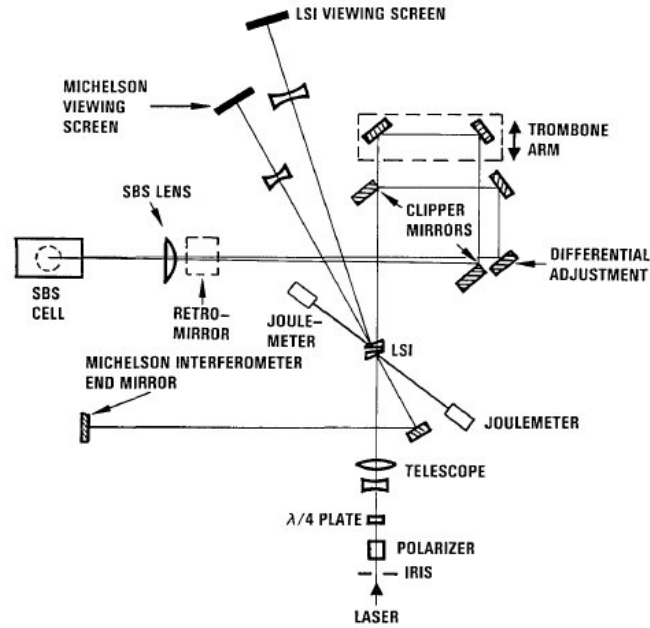 LSI VIEWING SCREEN
MICHELSON
VIEWING
SCREEN
TROMBONE
ARM
SBS LENS
CLIPPER
MIRRORS
DIFFERENTIAL
ADJUSTMENT
SBS
CELL
RETRO-
MIRROR
JOULE-
METER
LSI
MICHELSON INTERFEROMETER
END MIRROR
JOULEMETER
TELESCOPE
λ/4 PLATE
POLARIZER
IRIS
LASER